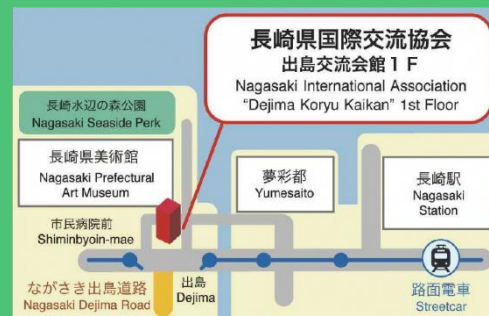 長崎県国際交流協会
出島交流会館１F
Nagasaki International Association
“Dejima Koryu Kaikan” 1st Floor
長崎水辺の森公園
Nagasaki Seaside Perk
長崎県美術館
Nagasaki Prefectural
Art Museum
夢彩都
Yumesaito
長崎駅
Nagasaki
Station
市民病院前
Shiminbyoin-mae
ながさき出島道路
Nagasaki Dejima Road
出島
Dejima
路面電車
Streetcar